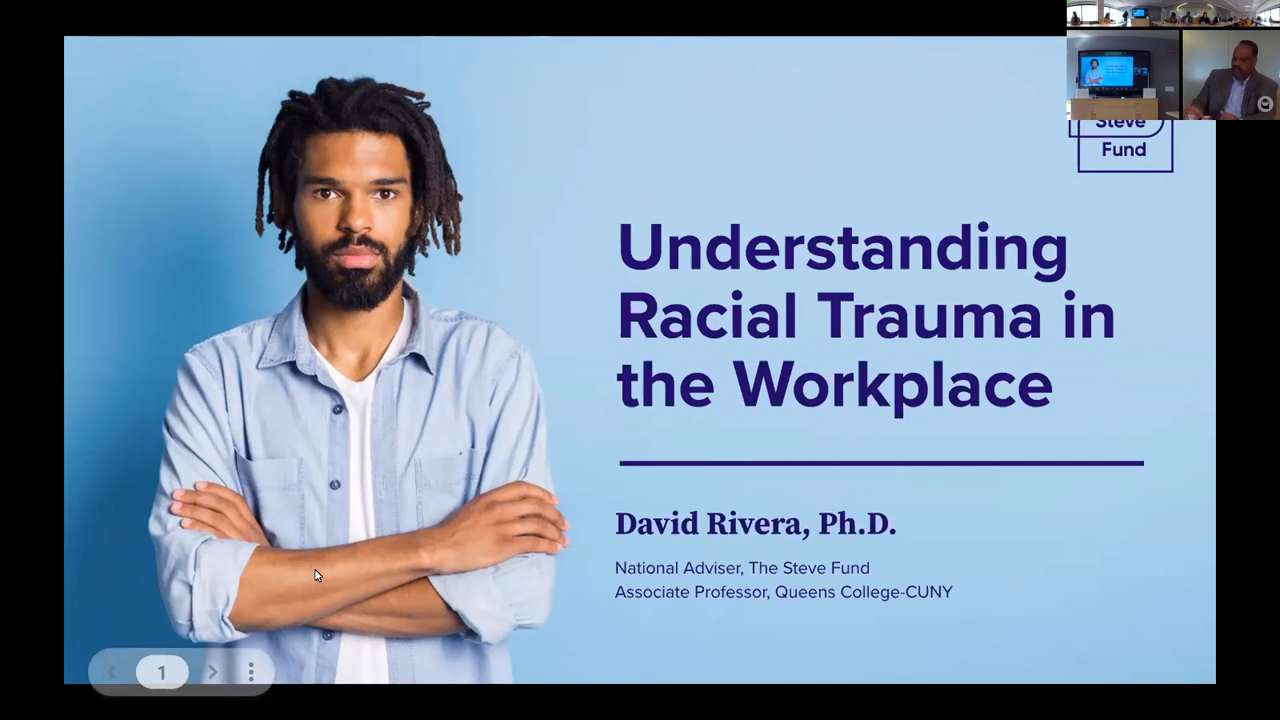 Steve
Fund
Understanding
Racial Trauma in
the Workplace
David Rivera, Ph.D.
National Adviser, The Steve Fund
Associate Professor, Queens College-CUNY
1